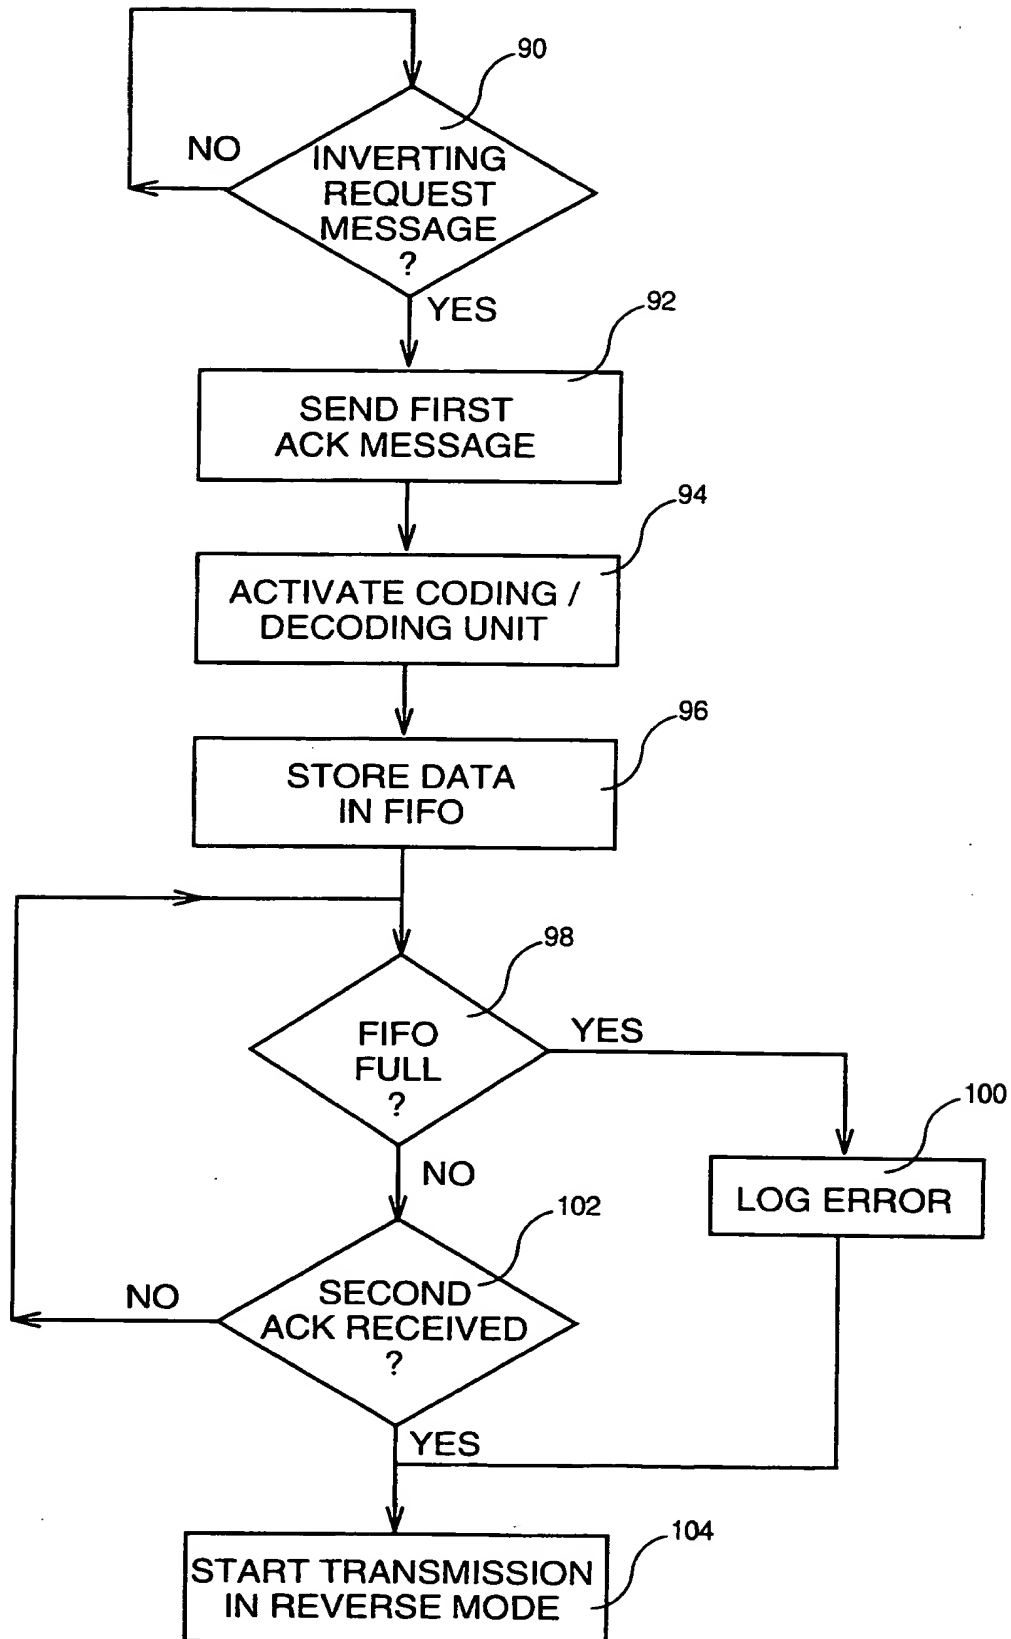 90
NO
INVERTING
REQUEST
MESSAGE
?
YES
92
SEND FIRST
ACK MESSAGE
94
ACTIVATE CODING /
DECODING UNIT
96
STORE DATA
IN FIFO
98
FIFO
FULL
?
YES
NO
100
LOG ERROR
102
SECOND
ACK RECEIVED
?
NO
YES
104
START TRANSMISSION
IN REVERSE MODE